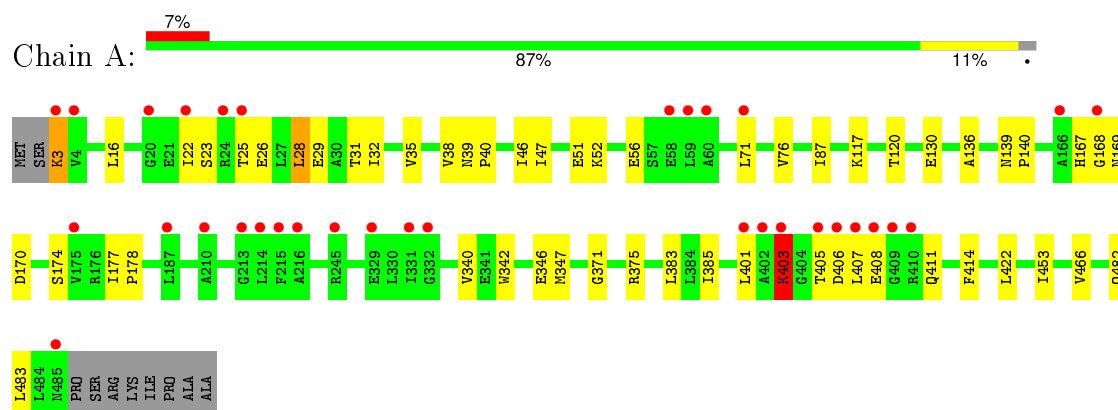 7%
Chain A:
87% 11% •
MET SER K3 V4 L16 G20 E21 I22 S23 R24 T25 E26 L27 L28 E29 A30 T31 I32 V35 V38 N39 P40 I46 I47 E51 K52 E56 S57 E58 L59 A60 L71 V76 I87 K117 T120 E130 A136 N139 P140 A166 H167 G168 N169
D170 S174 V175 R176 I177 P178 L187 A210 G213 L214 F215 A216 R245 E329 L330 I331 G332 V340 E341 W342 E346 M347 G371 R375 L383 L384 I385 L401 A402 K403 G404 T405 D406 L407 E408 G409 R410 Q411 F414 L422 I453 V466 Q482
L483 L484 N485 PRO SER ARG LYS ILE PRO ALA ALA